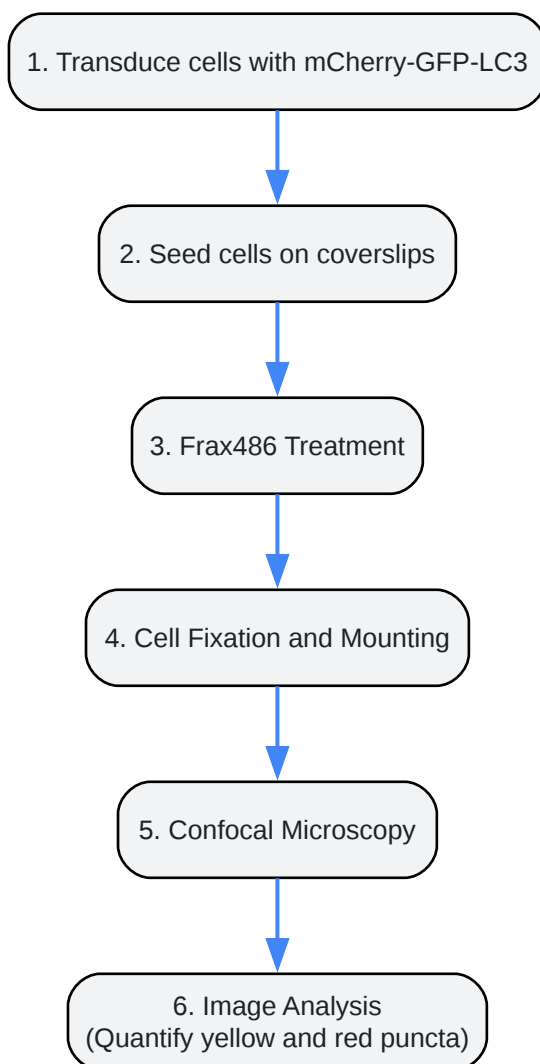 1. Transduce cells with mCherry-GFP-LC3
2. Seed cells on coverslips
3. Frax486 Treatment
4. Cell Fixation and Mounting
5. Confocal Microscopy
6. Image Analysis
(Quantify yellow and red puncta)